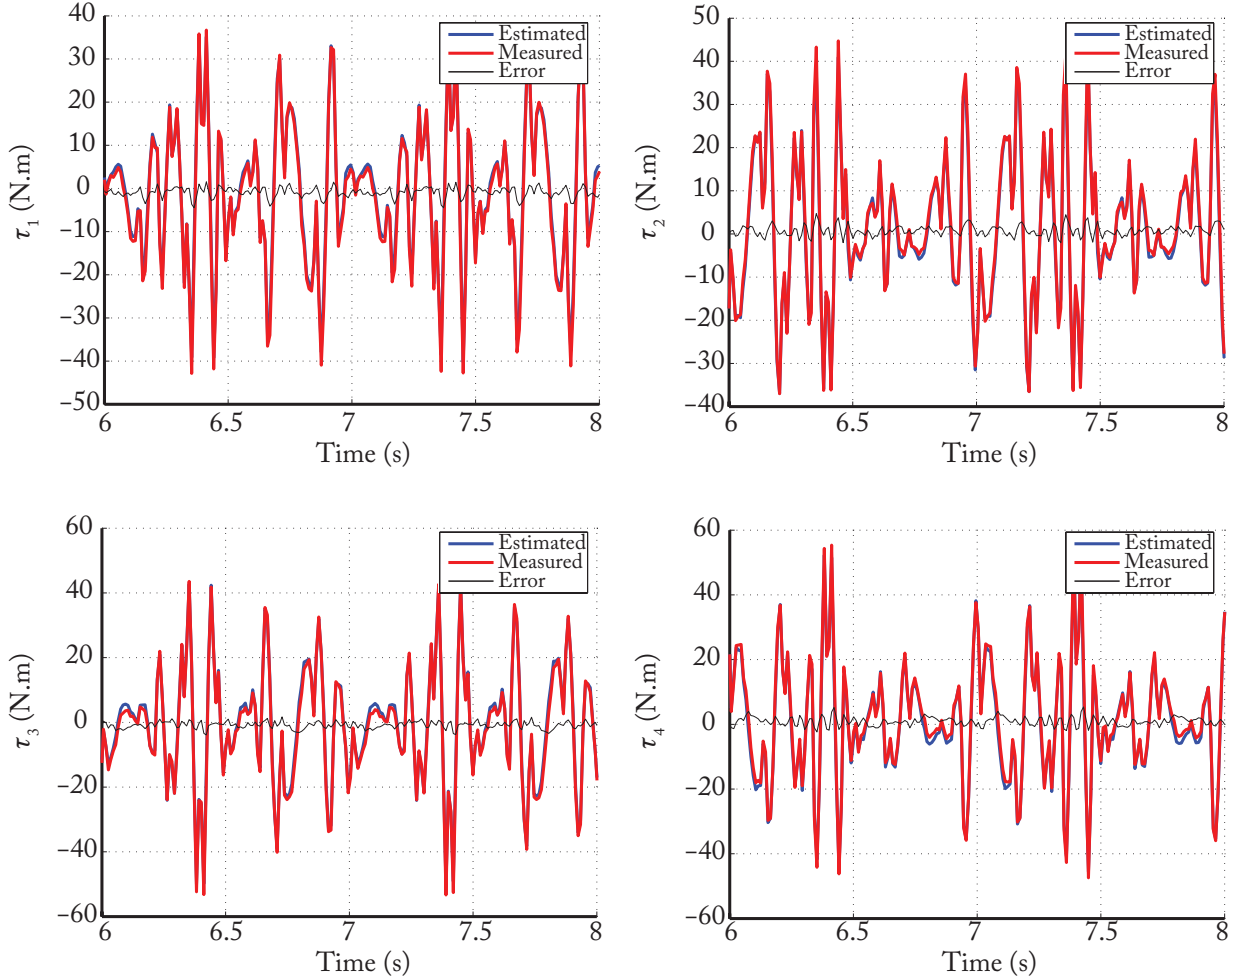 40
30
20
10
0
−10
−20
−30
−40
−50
τ1 (N.m)
Estimated
Measured
Error
6
6.5
7
7.5
8
Time (s)
50
40
30
20
10
0
−10
−20
−30
−40
τ2 (N.m)
Estimated
Measured
Error
6
6.5
7
7.5
8
Time (s)
60
40
20
0
−20
−40
−60
τ3 (N.m)
Estimated
Measured
Error
6
6.5
7
7.5
8
Time (s)
60
40
20
0
−20
−40
−60
τ4 (N.m)
Estimated
Measured
Error
6
6.5
7
7.5
8
Time (s)